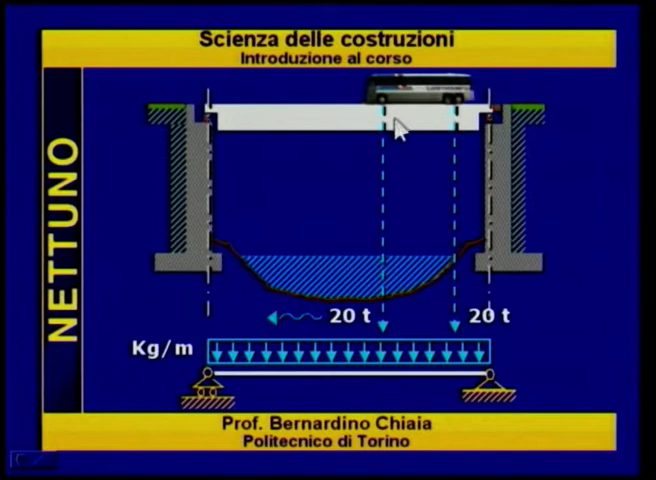 Scienza delle costruzioni
Introduzione al corso
NETTUNO
20 t
20 t
Kg/m
Prof. Bernardino Chiaia
Politecnico di Torino